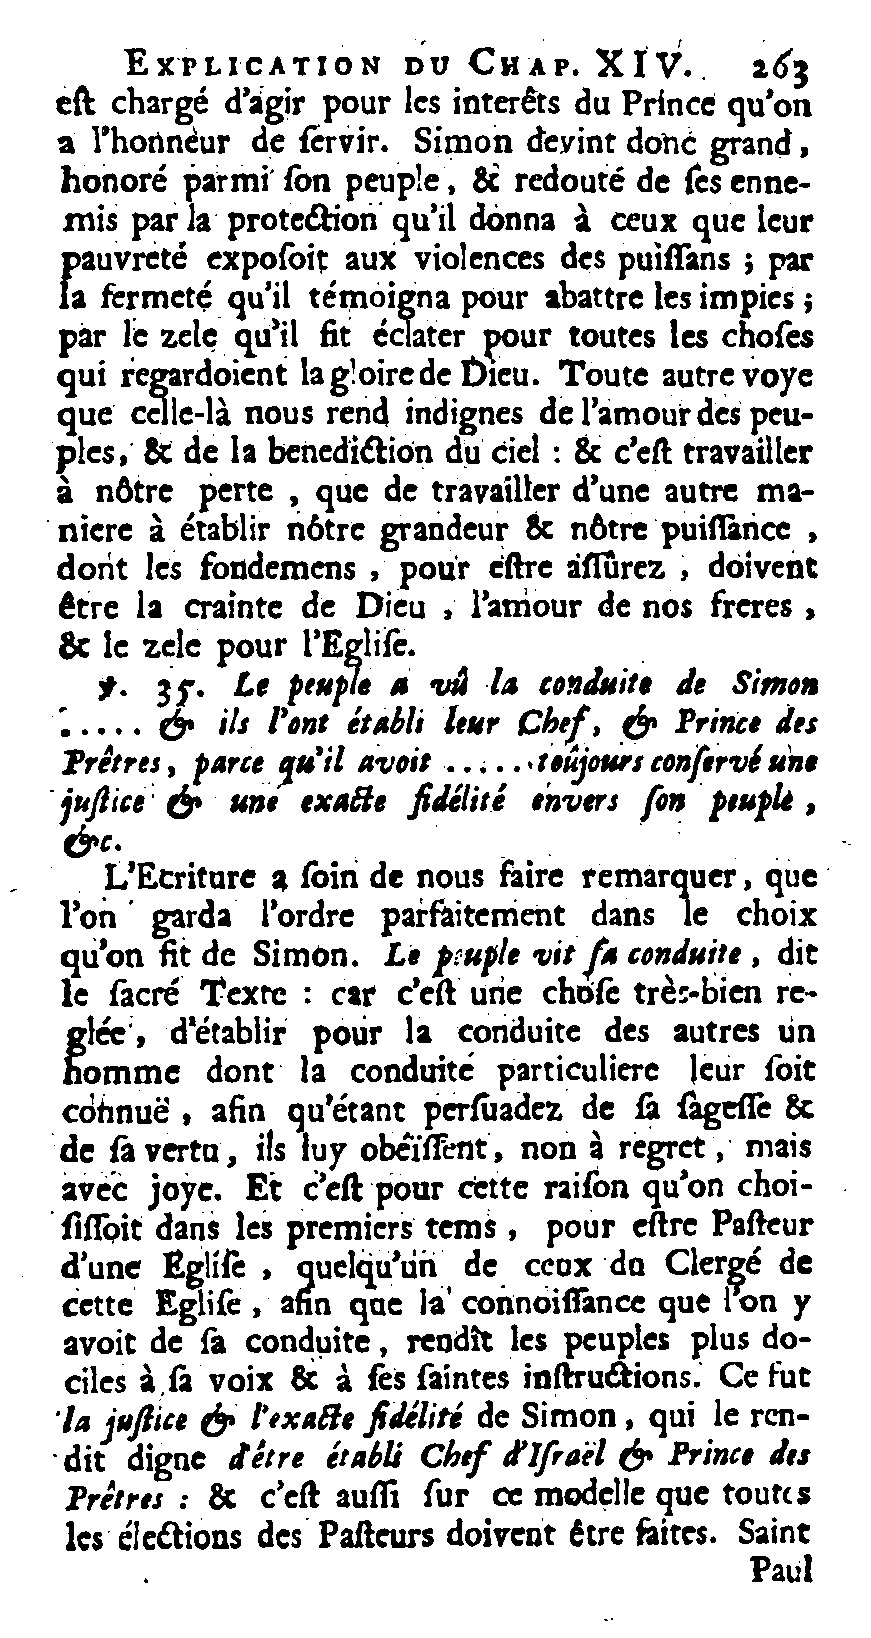 EXPLICATION DU CHAP. XIV. 263
eſt chargé d'agir pour les interêts du Prince qu'on
a l'honneur de ſervir. Simon devint donc grand,
honoré parmi ſon peuple, & redouté de ſes enne-
mis par la protection qu'il donna à ceux que leur
pauvreté expoſoit aux violences des puiſſans ; par
la fermeté qu'il témoigna pour abattre les impies ;
par le zele qu'il fit éclater pour toutes les choſes
qui regardoient la gloire de Dieu. Toute autre voye
que celle-là nous rend indignes de l'amour des peu-
ples, & de la benediction du ciel : & c'eſt travailler
à nôtre perte , que de travailler d'une autre ma-
niere à établir nôtre grandeur & nôtre puiſſance ,
dont les fondemens , pour eſtre aſſûrez , doivent
être la crainte de Dieu , l'amour de nos freres ,
& le zele pour l'Egliſe.
℣. 35. Le peuple a vû la conduite de Simon
. . . . . & ils l'ont établi leur Chef, & Prince des
Prêtres, parce qu'il avoit . . . . . toûjours conſervé une
juſtice & une exacte fidélité envers ſon peuple ,
&c.
L'Ecriture a ſoin de nous faire remarquer, que
l'on garda l'ordre parfaitement dans le choix
qu'on fit de Simon. Le peuple vit ſa conduite, dit
le ſacré Texte : car c'eſt une choſe très-bien re-
glée, d'établir pour la conduite des autres un
homme dont la conduite particuliere leur ſoit
connuë , afin qu'étant perſuadez de ſa ſageſſe &
de ſa vertu, ils luy obéïſſent, non à regret , mais
avec joye. Et c'eſt pour cette raiſon qu'on choi-
ſiſſoit dans les premiers tems , pour eſtre Paſteur
d'une Egliſe , quelqu'un de ceux du Clergé de
cette Egliſe , afin que la connoiſſance que l'on y
avoit de ſa conduite, rendît les peuples plus do-
ciles à ſa voix & à ſes ſaintes inſtructions. Ce fut
la juſtice & l'exacte fidélité de Simon, qui le ren-
dit digne d'être établi Chef d'Iſraël & Prince des
Prêtres : & c'eſt auſſi ſur ce modelle que toutes
les élections des Paſteurs doivent être faites. Saint
Paul